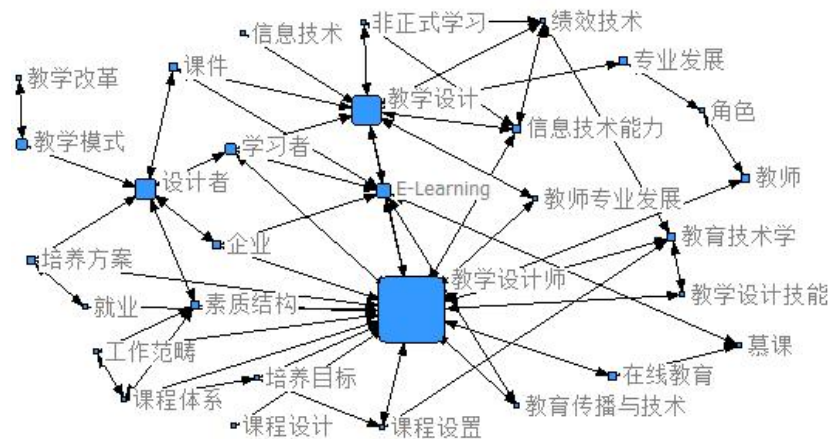 信息技术
非正式学习
绩效技术
教学改革
课件
专业发展
教学设计
角色
教学模式
学习者
信息技术能力
设计者
E-Learning
教师专业发展
教师
企业
教育技术学
培养方案
教学设计师
就业
素质结构
教学设计技能
工作范畴
慕课
培养目标
在线教育
课程体系
教育传播与技术
课程设计
课程设置